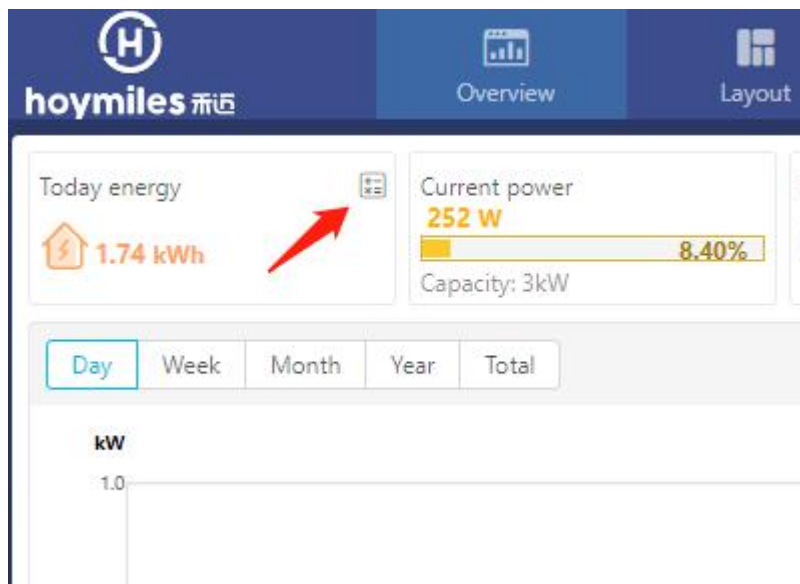 hoymiles 禾迈
Overview
Layout
Today energy
1.74 kWh
Current power
252 W
8.40%
Capacity: 3kW
Day
Week
Month
Year
Total
kW
1.0